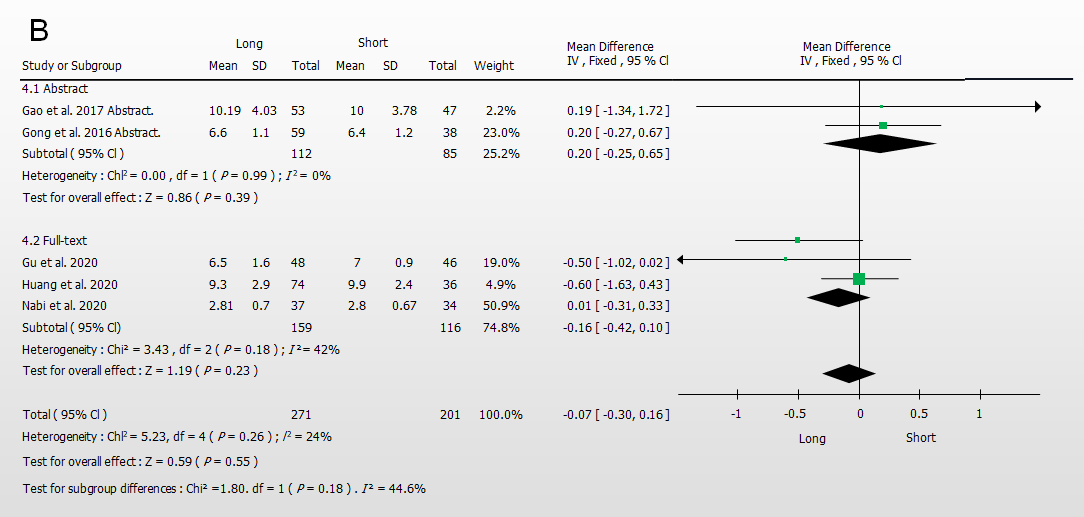 B
Long Short Mean Difference Mean Difference
Study or Subgroup Mean SD Total Mean SD Total Weight IV , Fixed , 95 % Cl IV , Fixed , 95 % Cl
4.1 Abstract
Gao et al. 2017 Abstract. 10.19 4.03 53 10 3.78 47 2.2% 0.19 [ -1.34, 1.72 ]
Gong et al. 2016 Abstract. 6.6 1.1 59 6.4 1.2 38 23.0% 0.20 [ -0.27, 0.67 ]
Subtotal ( 95% Cl ) 112 85 25.2% 0.20 [ -0.25, 0.65 ]
Heterogeneity : Chl² = 0.00 , df = 1 ( P = 0.99 ) ; I² = 0%
Test for overall effect : Z = 0.86 ( P = 0.39 )
4.2 Full-text
Gu et al. 2020 6.5 1.6 48 7 0.9 46 19.0% -0.50 [ -1.02, 0.02 ]
Huang et al. 2020 9.3 2.9 74 9.9 2.4 36 4.9% -0.60 [ -1.63, 0.43 ]
Nabi et al. 2020 2.81 0.7 37 2.8 0.67 34 50.9% 0.01 [ -0.31, 0.33 ]
Subtotal ( 95% Cl) 159 116 74.8% -0.16 [ -0.42, 0.10 ]
Heterogeneity : Chi² = 3.43 , df = 2 ( P = 0.18 ) ; I² = 42%
Test for overall effect : Z = 1.19 ( P = 0.23 )
Total ( 95% Cl ) 271 201 100.0% -0.07 [ -0.30, 0.16 ] -1 -0.5 0 0.5 1
Heterogeneity : Chl² = 5.23, df = 4 ( P = 0.26 ) ; I² = 24% Long Short
Test for overall effect : Z = 0.59 ( P = 0.55 )
Test for subgroup differences : Chi² =1.80. df = 1 ( P = 0.18 ) . I² = 44.6%